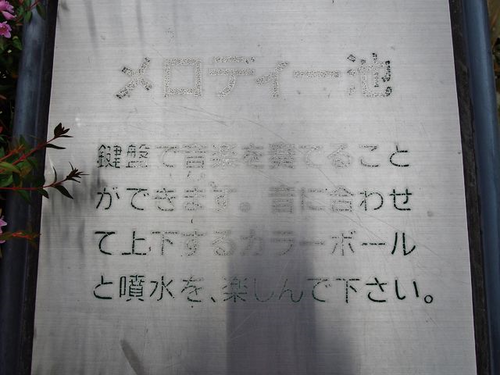 メロディー池
鍵盤で音楽を奏でること
ができます。音に合わせ
て上下するカラーボール
と噴水を、楽しんで下さい。